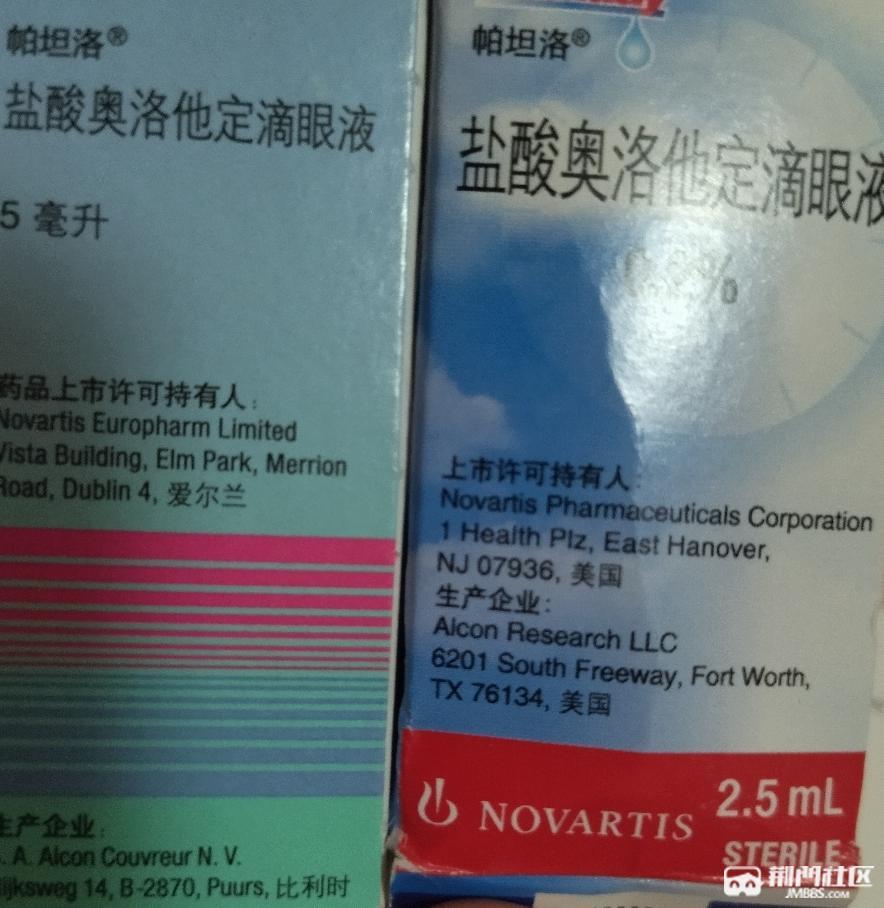 帕坦洛®
盐酸奥洛他定滴眼液
5 毫升
药品上市许可持有人:
Novartis Europharm Limited
Vista Building, Elm Park, Merrion
Road, Dublin 4, 爱尔兰
生产企业:
. A. Alcon Couvreur N. V.
ijksweg 14, B-2870, Puurs, 比利时
帕坦洛®
盐酸奥洛他定滴眼液
上市许可持有人:
Novartis Pharmaceuticals Corporation
1 Health Plz, East Hanover,
NJ 07936, 美国
生产企业:
Alcon Research LLC
6201 South Freeway, Fort Worth,
TX 76134, 美国
NOVARTIS
2.5 mL
STERILE
荆门社区
JMBBS.COM